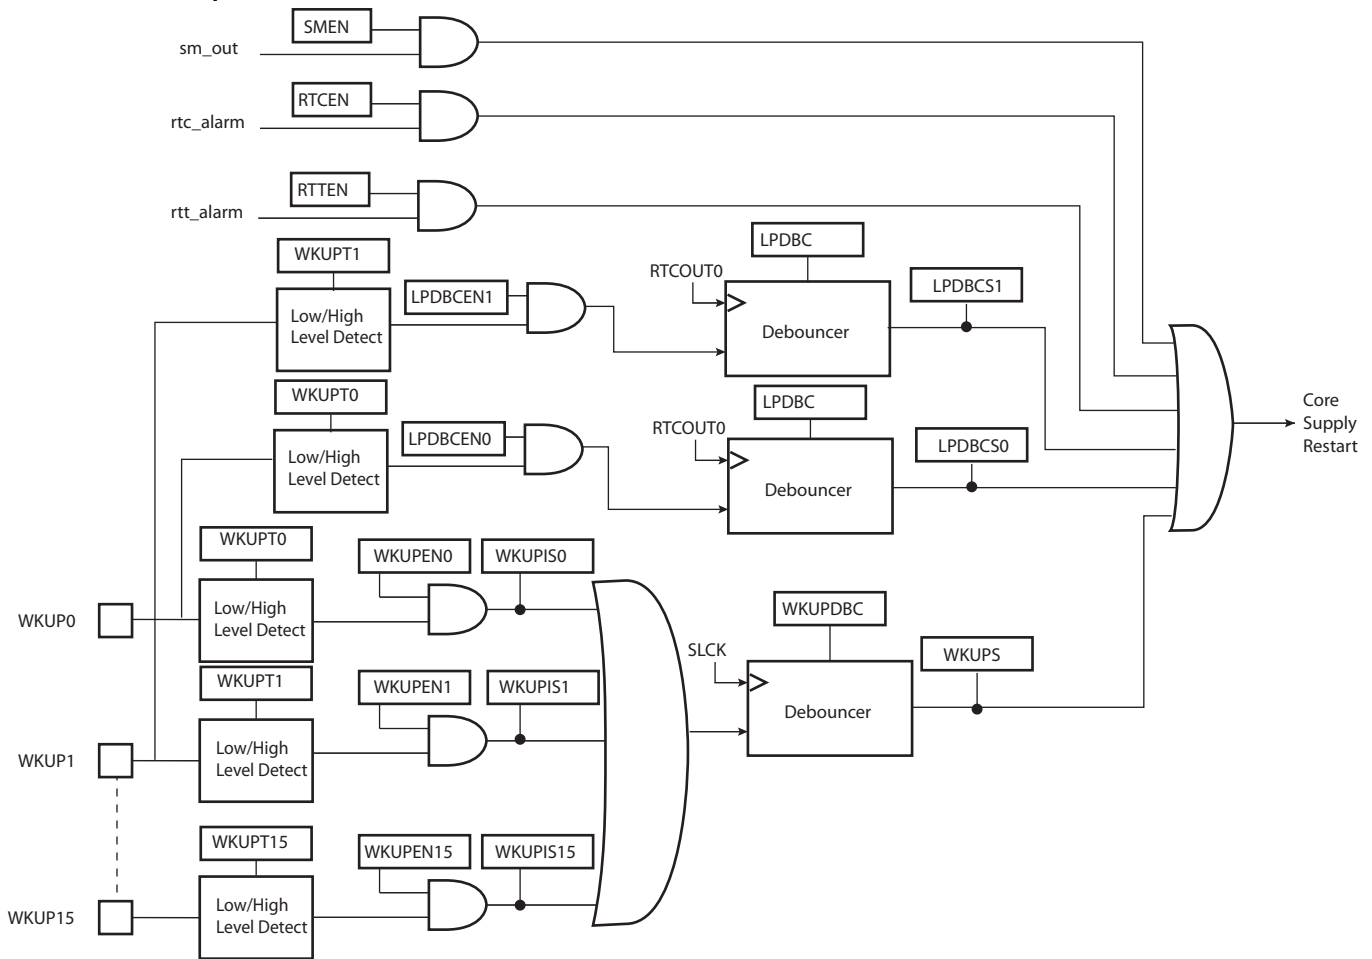 SMEN
sm_out
RTCEN
rtc_alarm
RTTEN
rtt_alarm
WKUPT1
LPDBC
RTCOUT0
LPDBCEN1
LPDBCS1
Low/High
Level Detect
Debouncer
WKUPT0
LPDBC
Core
Supply
Restart
RTCOUT0
LPDBCEN0
LPDBCS0
Low/High
Level Detect
Debouncer
WKUPT0
WKUPEN0
WKUPIS0
WKUP0
Low/High
Level Detect
WKUPDBC
SLCK
WKUPS
WKUPT1
WKUPEN1
WKUPIS1
Debouncer
WKUP1
Low/High
Level Detect
WKUPT15
WKUPEN15
WKUPIS15
WKUP15
Low/High
Level Detect